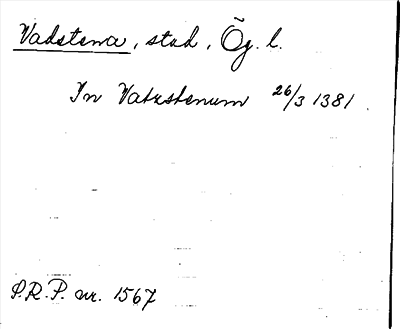 Vadstena, stad, Ög. l.
In Vatzstenum 26/3 1381.
S.R.P. nr. 1567